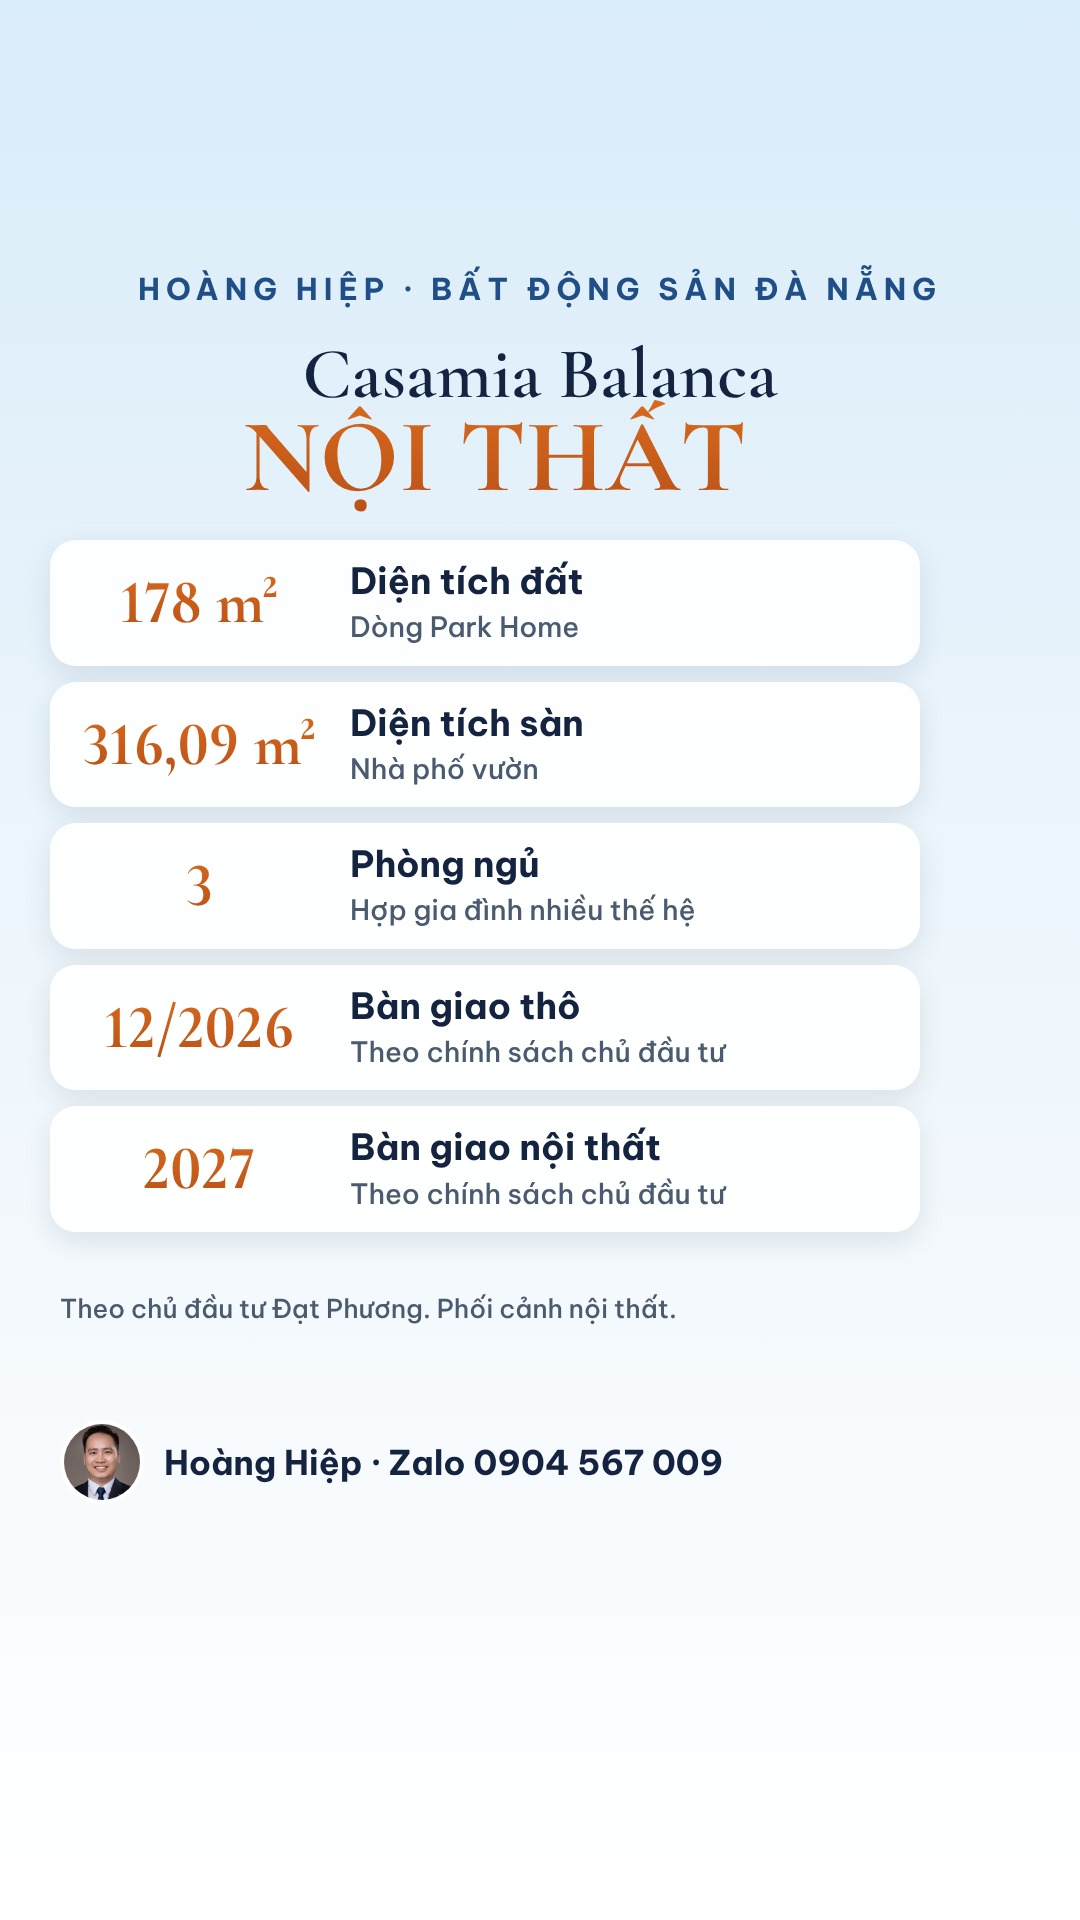 HOÀNG HIỆP · BẤT ĐỘNG SẢN ĐÀ NẴNG
Casamia Balanca
NỘI THẤT
178 m²
Diện tích đất
Dòng Park Home
316,09 m²
Diện tích sàn
Nhà phố vườn
3
Phòng ngủ
Hợp gia đình nhiều thế hệ
12/2026
Bàn giao thô
Theo chính sách chủ đầu tư
2027
Bàn giao nội thất
Theo chính sách chủ đầu tư
Theo chủ đầu tư Đạt Phương. Phối cảnh nội thất.
Hoàng Hiệp · Zalo 0904 567 009